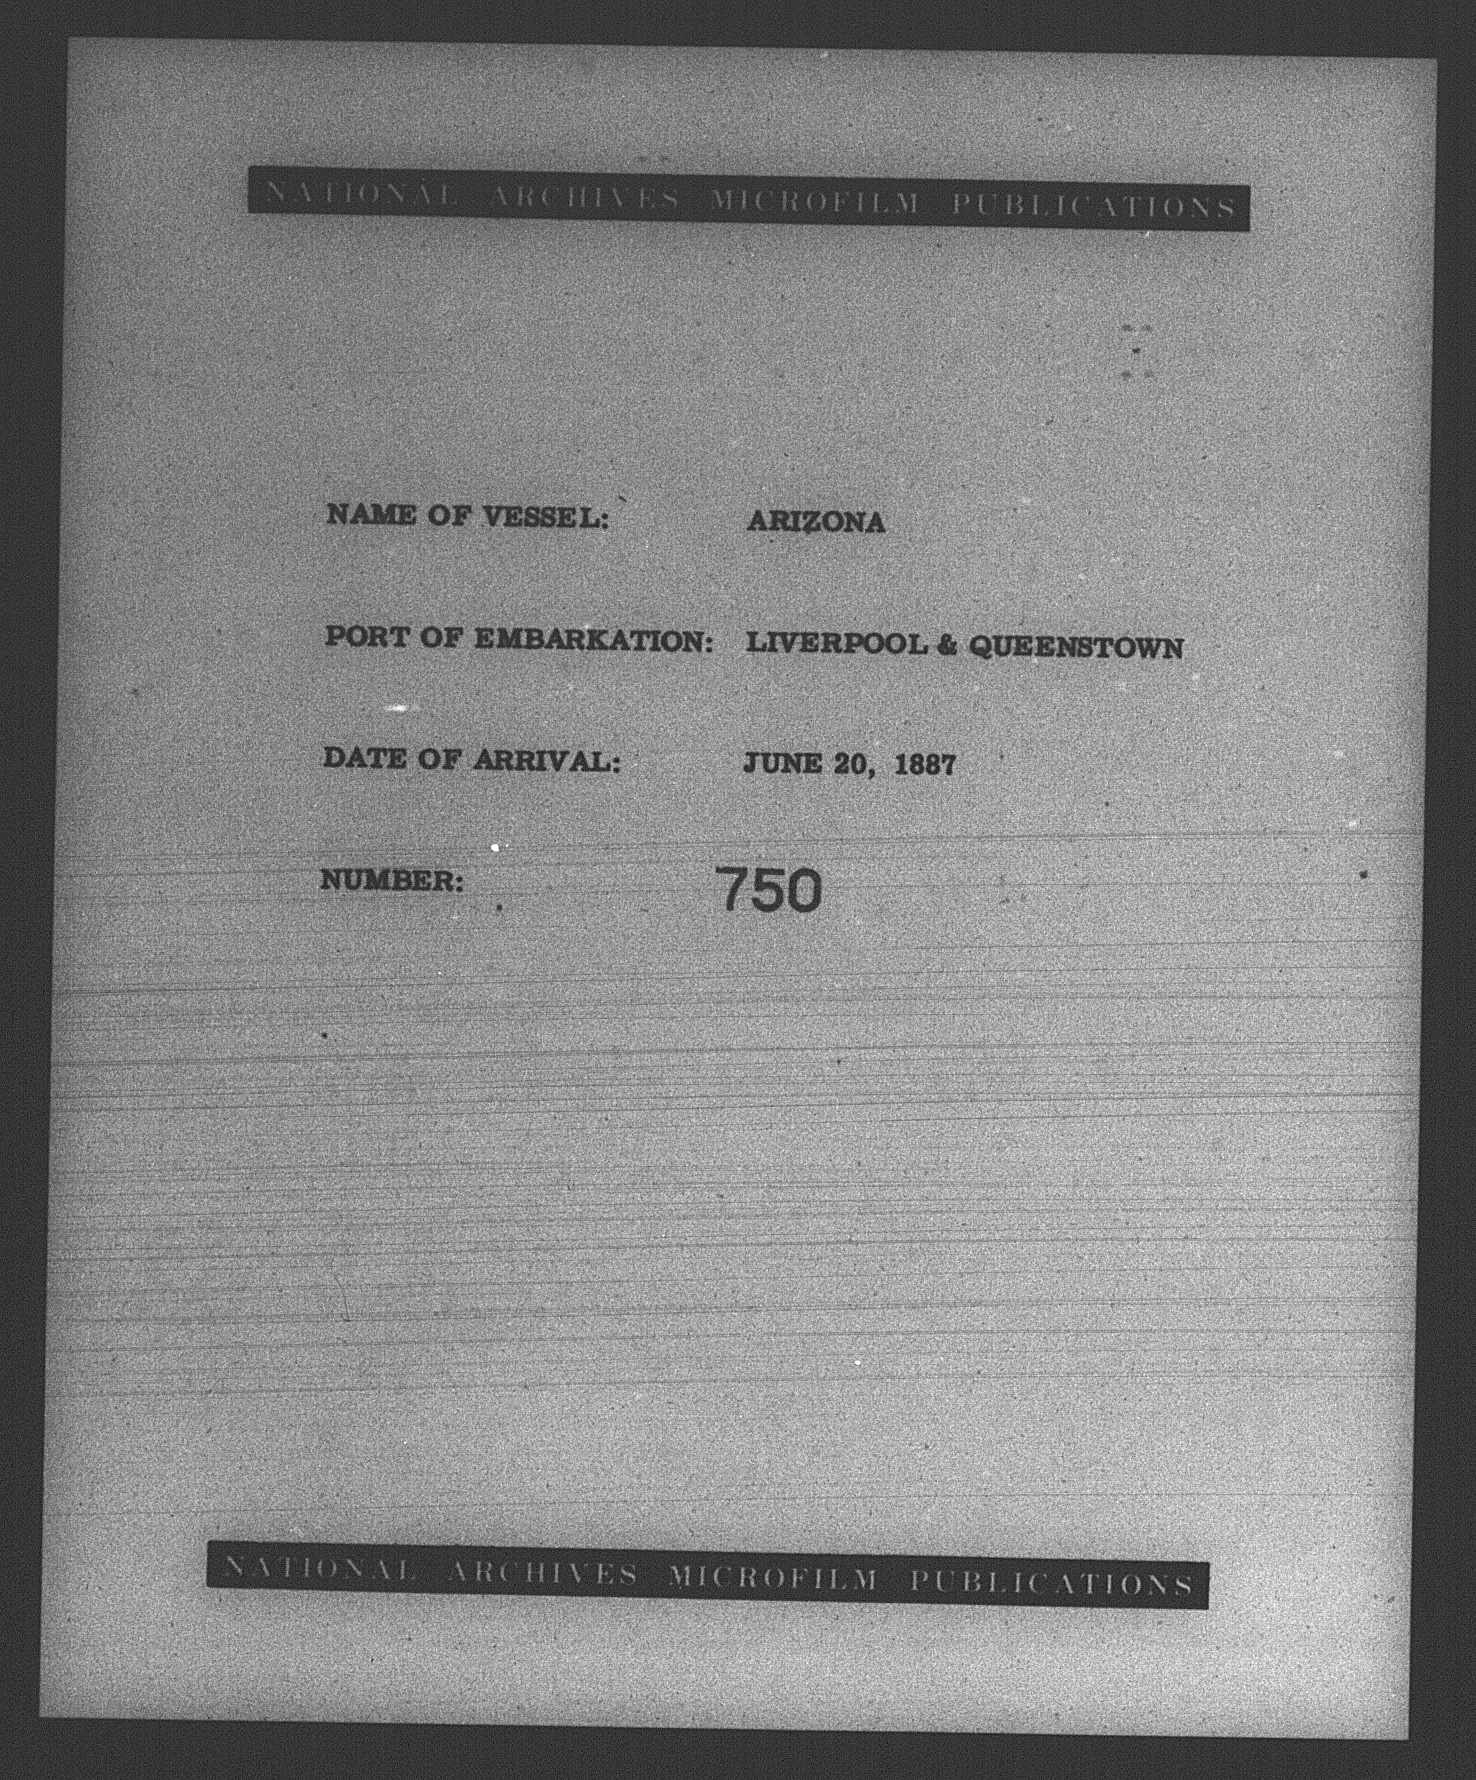 NATIONAL ARCHIVES MICROFILM PUBLICATIONS
NAME OF VESSEL: ARIZONA
PORT OF EMBARKATION: LIVERPOOL & QUEENSTOWN
DATE OF ARRIVAL: JUNE 20, 1887
NUMBER: 750
NATIONAL ARCHIVES MICROFILM PUBLICATIONS